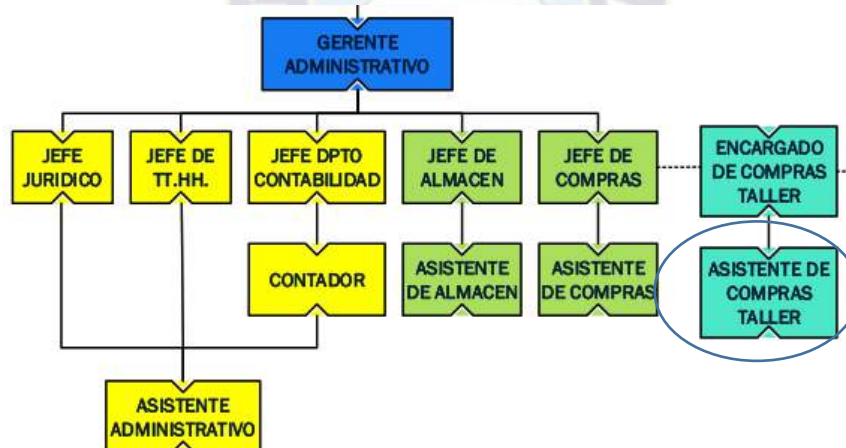 GERENTE
ADMINISTRATIVO
JEFE
JURIDICO
JEFE DE
TT.HH.
JEFE DPTO
CONTABILIDAD
JEFE DE
ALMACEN
JEFE DE
COMPRAS
ENCARGADO
DE COMPRAS
TALLER
CONTADOR
ASISTENTE
DE ALMACEN
ASISTENTE
DE COMPRAS
ASISTENTE DE
COMPRAS
TALLER
ASISTENTE
ADMINISTRATIVO